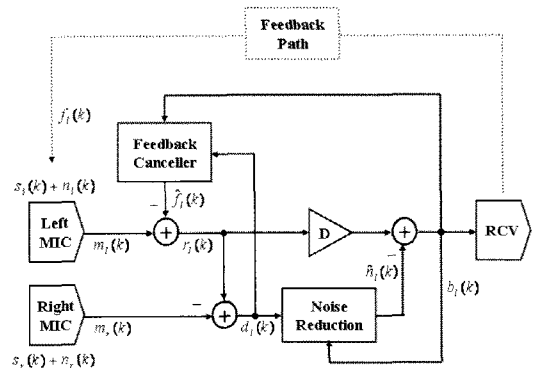 Feedback
Path
f_l(k)
Feedback
Canceller
s_l(k) + n_l(k)
− f̂_l(k)
Left
MIC
m_l(k)
+
r_l(k)
D
+
RCV
−
n̂_l(k)
b_l(k)
Right
MIC
m_r(k)
−
+
d_l(k)
Noise
Reduction
s_r(k) + n_r(k)